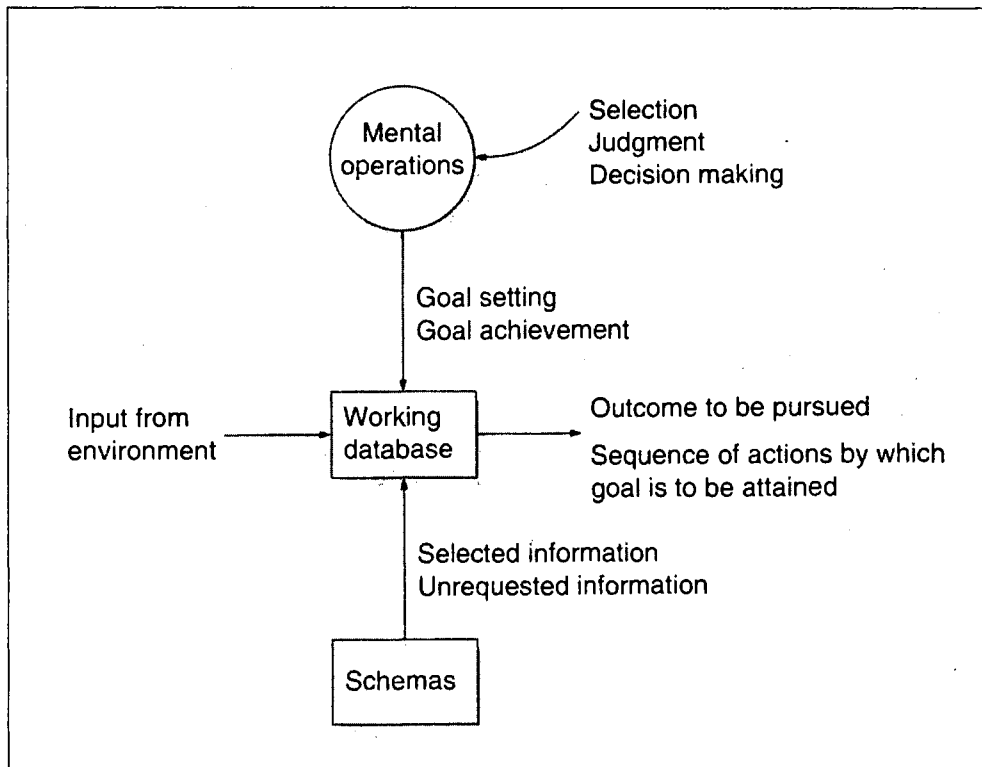 Mental
operations
Selection
Judgment
Decision making
Goal setting
Goal achievement
Input from
environment
Working
database
Outcome to be pursued
Sequence of actions by which
goal is to be attained
Selected information
Unrequested information
Schemas